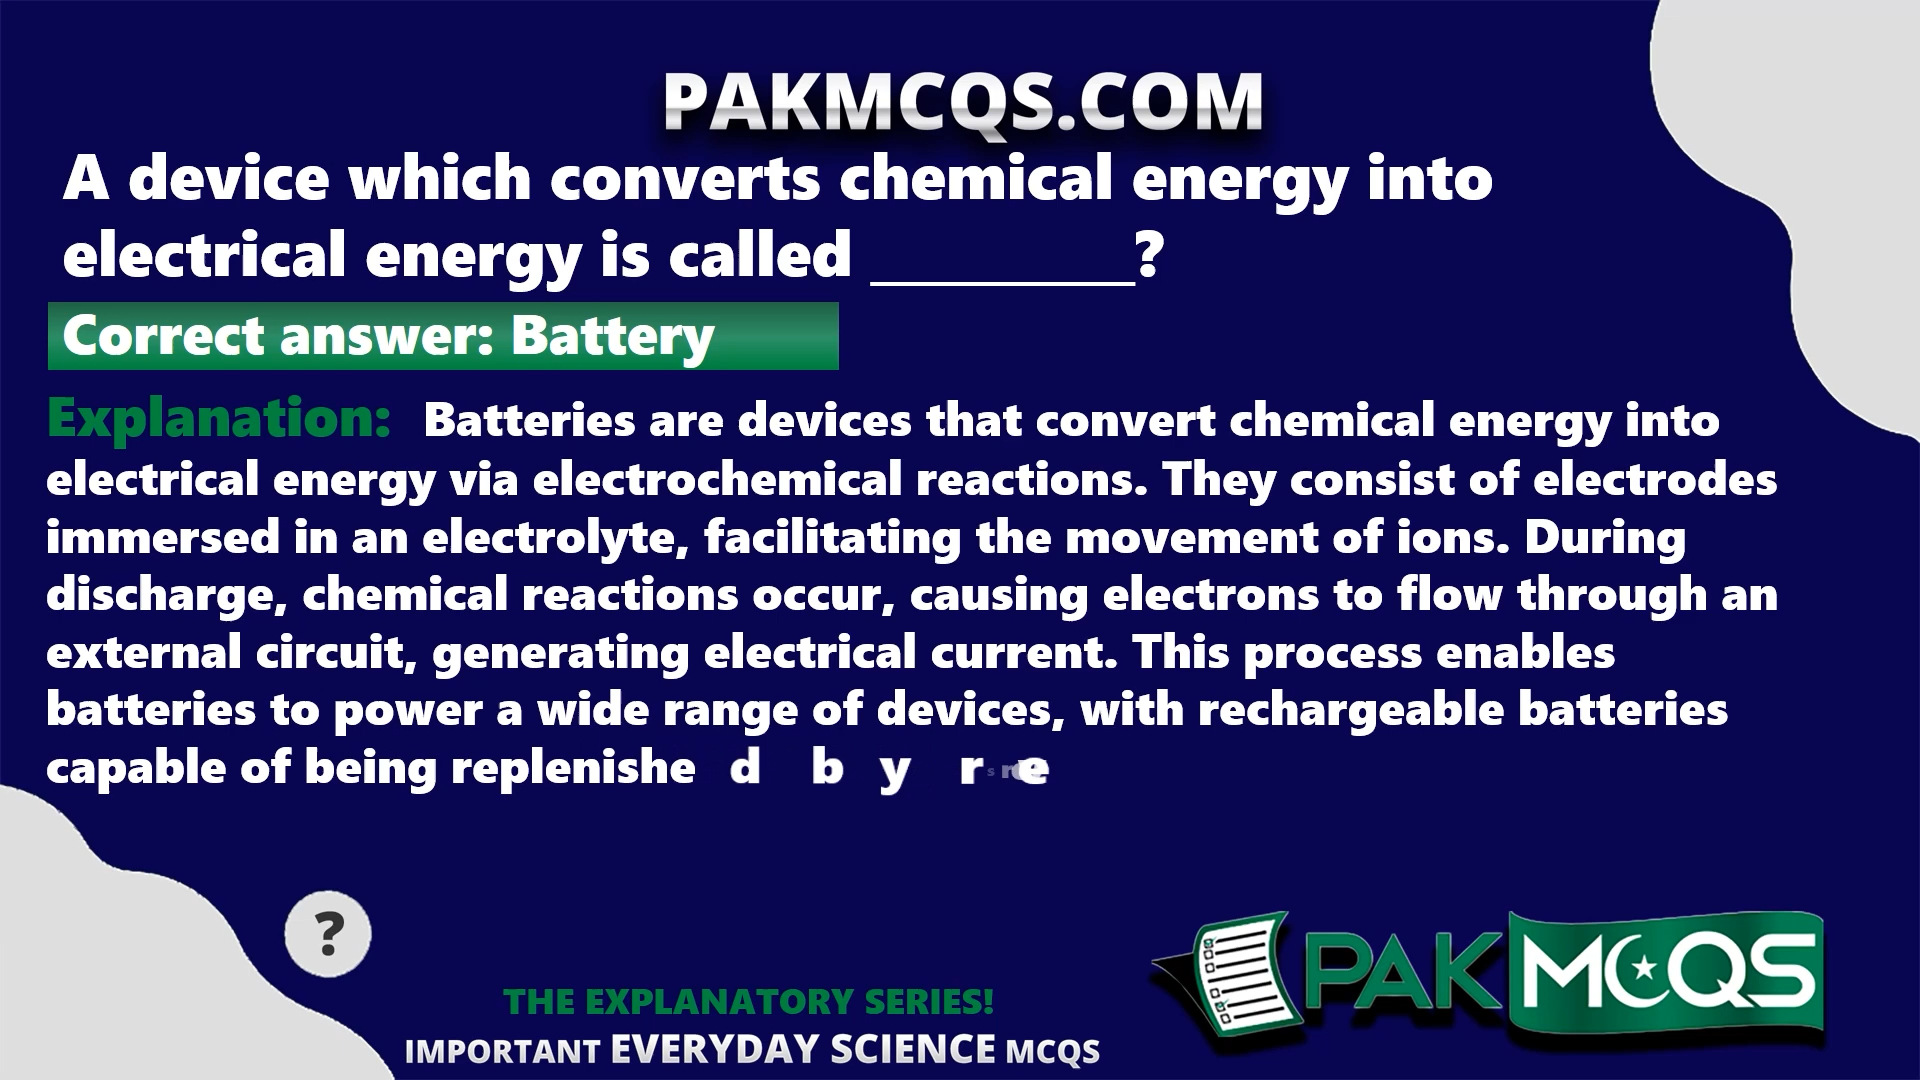 PAKMCQS.COM
A device which converts chemical energy into
electrical energy is called _________?
Correct answer: Battery
Explanation: Batteries are devices that convert chemical energy into
electrical energy via electrochemical reactions. They consist of electrodes
immersed in an electrolyte, facilitating the movement of ions. During
discharge, chemical reactions occur, causing electrons to flow through an
external circuit, generating electrical current. This process enables
batteries to power a wide range of devices, with rechargeable batteries
capable of being replenished by re
?
THE EXPLANATORY SERIES!
IMPORTANT EVERYDAY SCIENCE MCQS
PAKMCQS